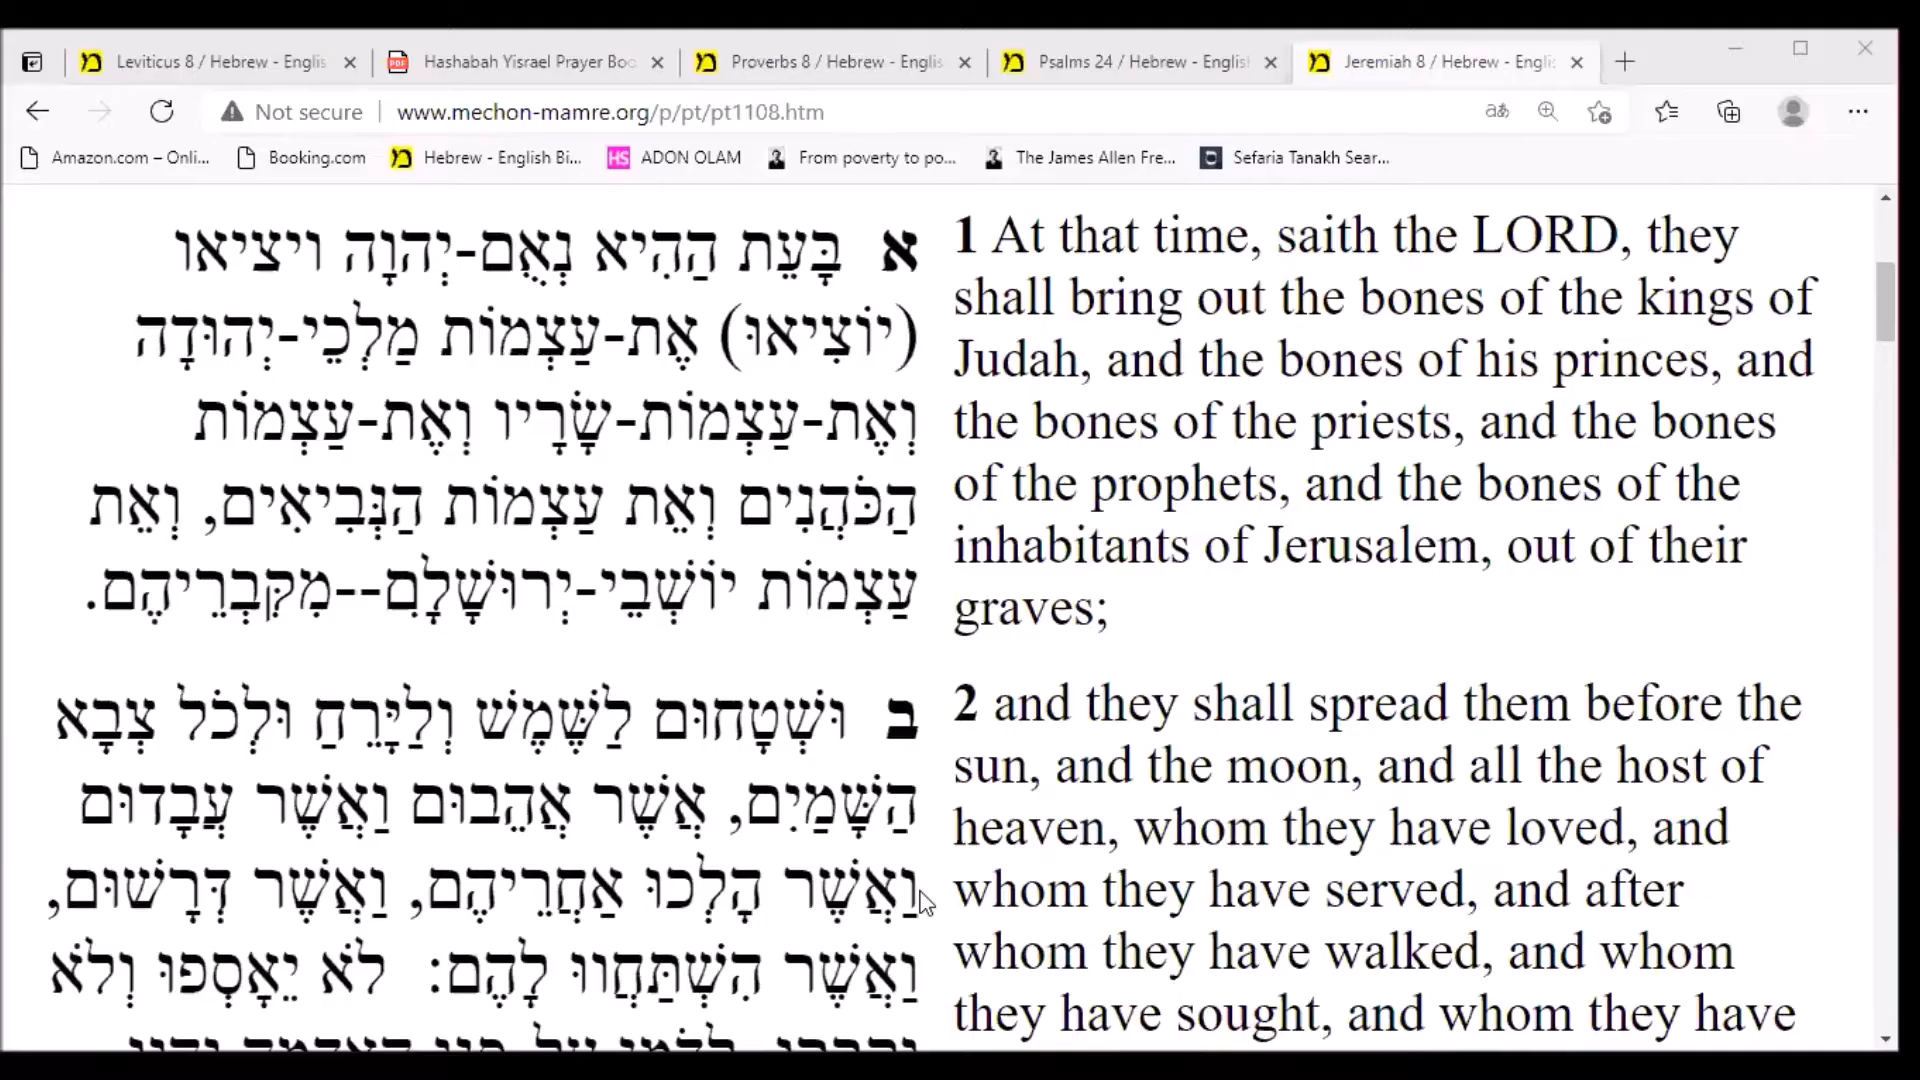 Leviticus 8 / Hebrew - Englis
Hashabah Yisrael Prayer Boo
Proverbs 8 / Hebrew - Englis
Psalms 24 / Hebrew - English
Jeremiah 8 / Hebrew - Englis
Not secure
www.mechon-mamre.org/p/pt/pt1108.htm
Amazon.com – Onli...
Booking.com
Hebrew - English Bi...
HS ADON OLAM
From poverty to po...
The James Allen Fre...
Sefaria Tanakh Sear...
א בָּעֵת הַהִיא נְאֻם-יְהוָה ויציאו
(יוֹצִיאוּ) אֶת-עַצְמוֹת מַלְכֵי-יְהוּדָה
וְאֶת-עַצְמוֹת-שָׂרָיו וְאֶת-עַצְמוֹת
הַכֹּהֲנִים וְאֵת עַצְמוֹת הַנְּבִיאִים, וְאֵת
עַצְמוֹת יוֹשְׁבֵי-יְרוּשָׁלִָם--מִקִּבְרֵיהֶם.
1 At that time, saith the LORD, they
shall bring out the bones of the kings of
Judah, and the bones of his princes, and
the bones of the priests, and the bones
of the prophets, and the bones of the
inhabitants of Jerusalem, out of their
graves;
ב וּשְׁטָחוּם לַשֶּׁמֶשׁ וְלַיָּרֵחַ וּלְכֹל צְבָא
הַשָּׁמַיִם, אֲשֶׁר אֲהֵבוּם וַאֲשֶׁר עֲבָדוּם
וַאֲשֶׁר הָלְכוּ אַחֲרֵיהֶם, וַאֲשֶׁר דְּרָשׁוּם,
וַאֲשֶׁר הִשְׁתַּחֲווּ לָהֶם: לֹא יֵאָסְפוּ וְלֹא
2 and they shall spread them before the
sun, and the moon, and all the host of
heaven, whom they have loved, and
whom they have served, and after
whom they have walked, and whom
they have sought, and whom they have